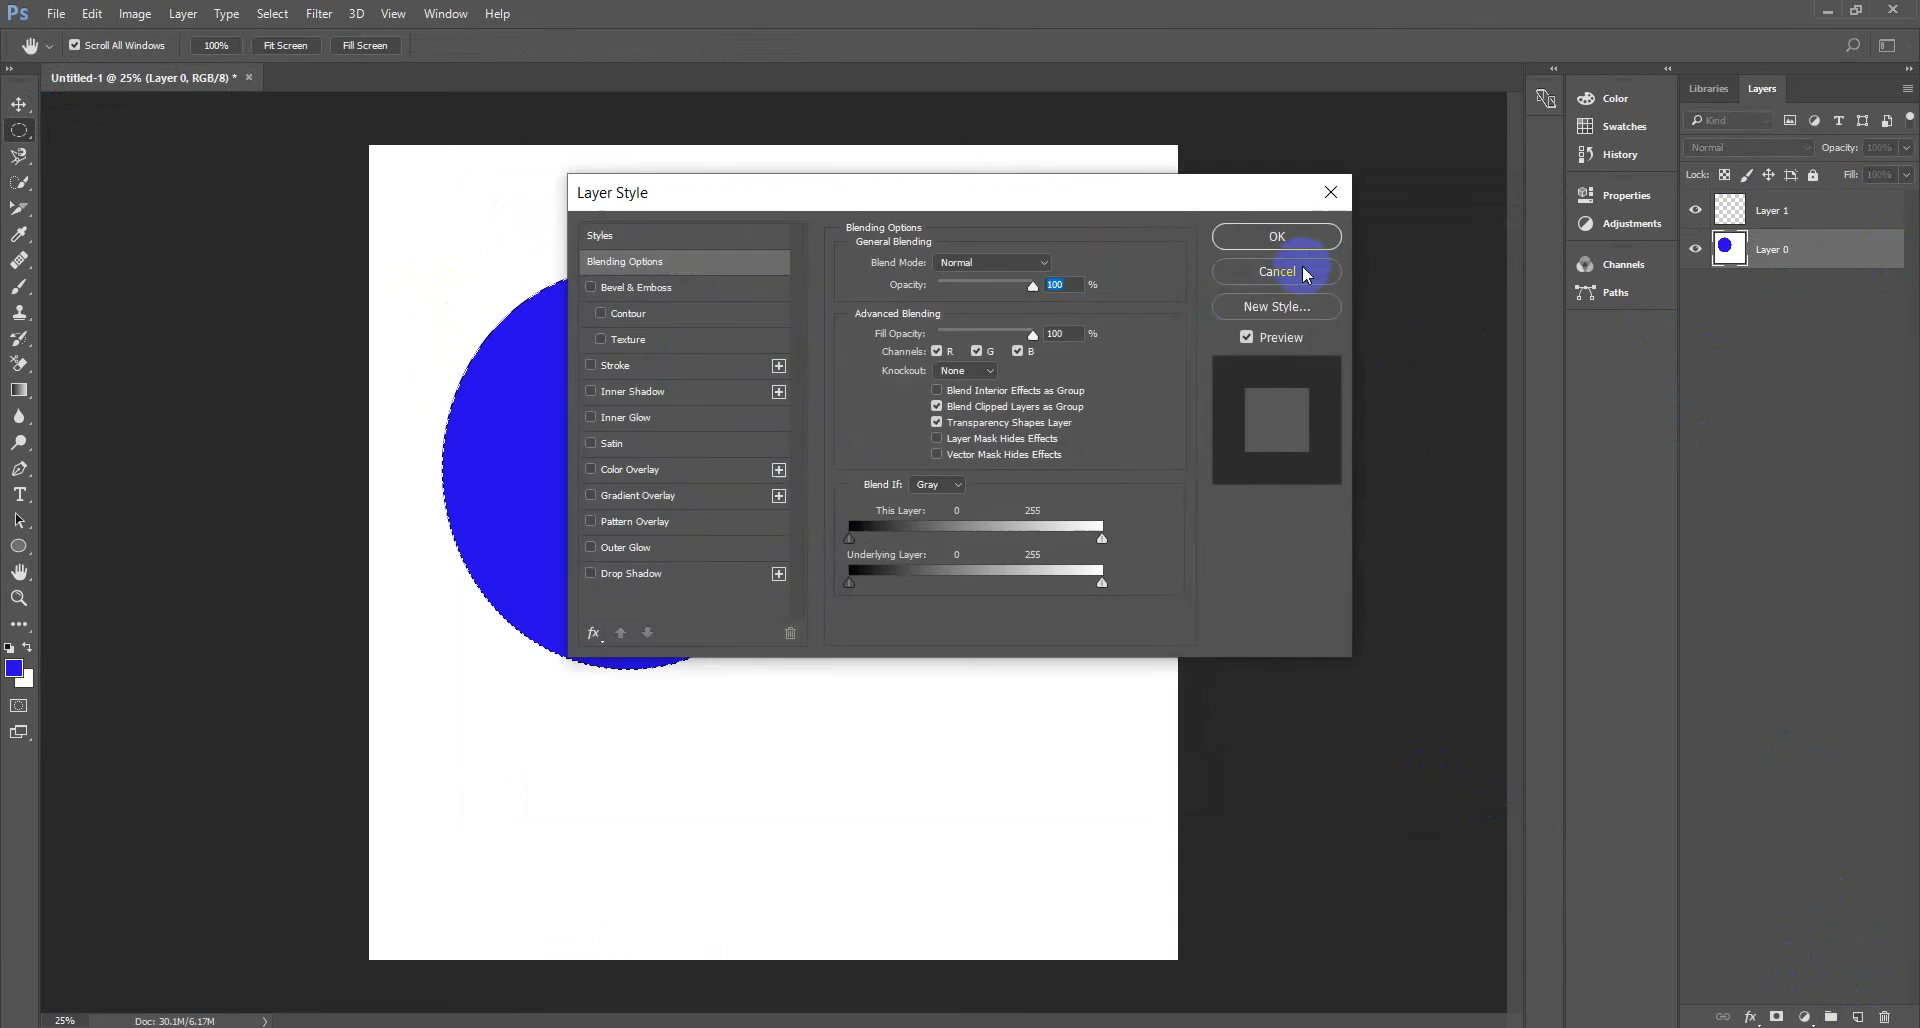 Ps File Edit Image Layer Type Select Filter 3D View Window Help
Scroll All Windows 100% Fit Screen Fill Screen
Untitled-1 @ 25% (Layer 0, RGB/8) *
Layer Style
Styles
Blending Options
Bevel & Emboss
Contour
Texture
Stroke
Inner Shadow
Inner Glow
Satin
Color Overlay
Gradient Overlay
Pattern Overlay
Outer Glow
Drop Shadow
fx
Blending Options
General Blending
Blend Mode: Normal
Opacity: 100 %
Advanced Blending
Fill Opacity: 100 %
Channels: R G B
Knockout: None
Blend Interior Effects as Group
Blend Clipped Layers as Group
Transparency Shapes Layer
Layer Mask Hides Effects
Vector Mask Hides Effects
Blend If: Gray
This Layer: 0 255
Underlying Layer: 0 255
OK
Cancel
New Style...
Preview
Color
Swatches
History
Properties
Adjustments
Channels
Paths
Libraries Layers
Kind
Normal Opacity: 100%
Lock: Fill: 100%
Layer 1
Layer 0
fx
25% Doc: 30.1M/6.17M